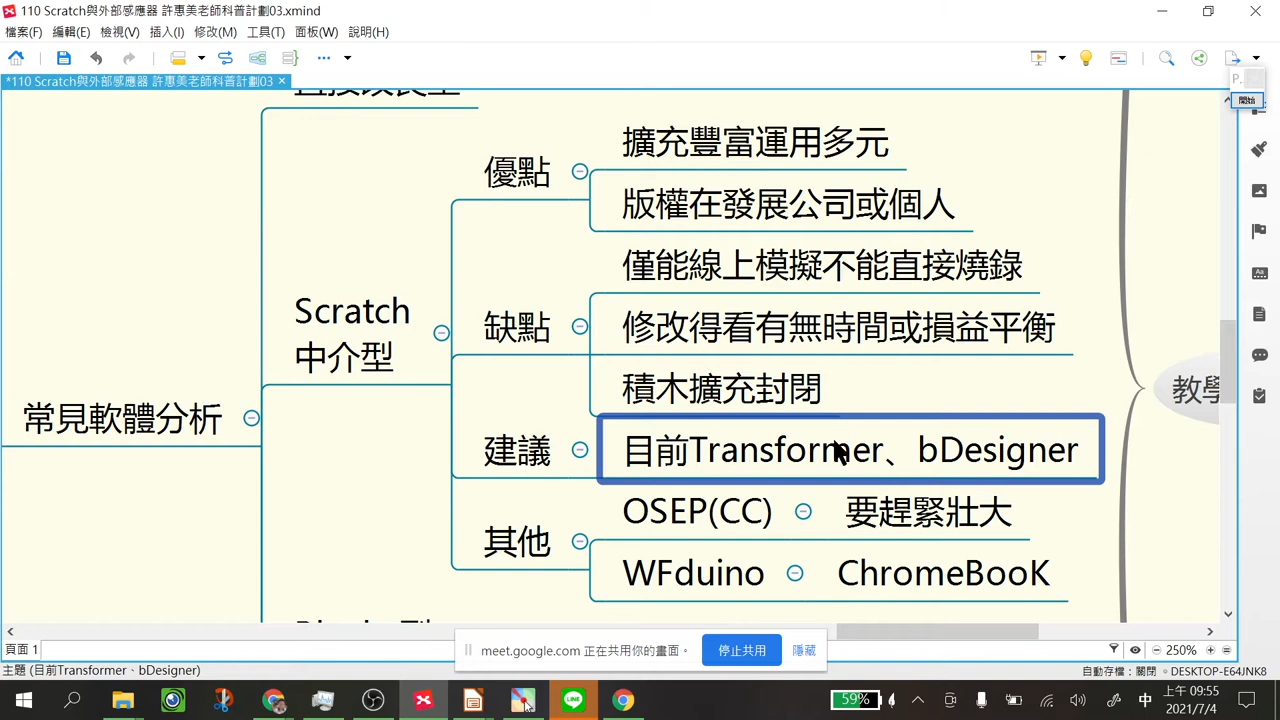 110 Scratch與外部感應器 許惠美老師科普計劃03.xmind
檔案(F) 編輯(E) 檢視(V) 插入(I) 修改(M) 工具(T) 面板(W) 說明(H)
*110 Scratch與外部感應器 許惠美老師科普計劃03
P.
開始
優點
擴充豐富運用多元
版權在發展公司或個人
Scratch
中介型
缺點
僅能線上模擬不能直接燒錄
修改得看有無時間或損益平衡
積木擴充封閉
常見軟體分析
建議
目前Transformer、bDesigner
其他
OSEP(CC)
要趕緊壯大
WFduino
ChromeBooK
教學
meet.google.com 正在共用你的畫面。
停止共用
隱藏
頁面 1
250%
主題 (目前Transformer、bDesigner)
自動存檔：關閉
DESKTOP-E64JNK8
59%
中
上午 09:55
2021/7/4